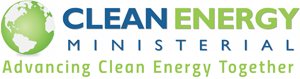 CLEAN ENERGY
MINISTERIAL
Advancing Clean Energy Together